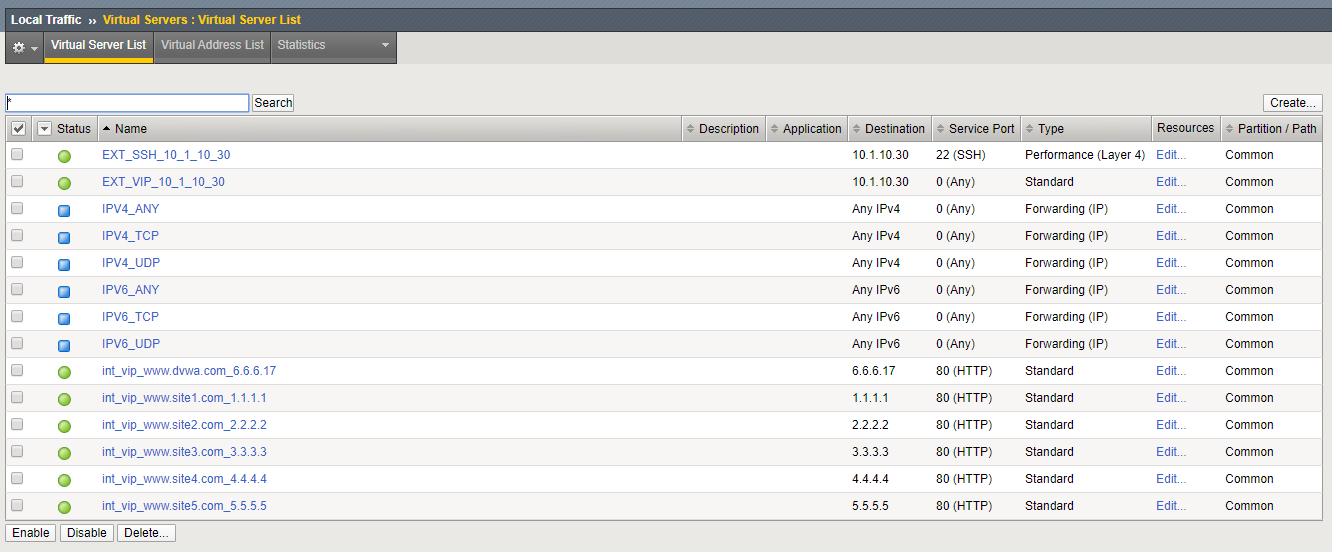 Local Traffic ›› Virtual Servers : Virtual Server List
Virtual Server List Virtual Address List Statistics
* Search Create...
Status Name Description Application Destination Service Port Type Resources Partition / Path
EXT_SSH_10_1_10_30 10.1.10.30 22 (SSH) Performance (Layer 4) Edit... Common
EXT_VIP_10_1_10_30 10.1.10.30 0 (Any) Standard Edit... Common
IPV4_ANY Any IPv4 0 (Any) Forwarding (IP) Edit... Common
IPV4_TCP Any IPv4 0 (Any) Forwarding (IP) Edit... Common
IPV4_UDP Any IPv4 0 (Any) Forwarding (IP) Edit... Common
IPV6_ANY Any IPv6 0 (Any) Forwarding (IP) Edit... Common
IPV6_TCP Any IPv6 0 (Any) Forwarding (IP) Edit... Common
IPV6_UDP Any IPv6 0 (Any) Forwarding (IP) Edit... Common
int_vip_www.dvwa.com_6.6.6.17 6.6.6.17 80 (HTTP) Standard Edit... Common
int_vip_www.site1.com_1.1.1.1 1.1.1.1 80 (HTTP) Standard Edit... Common
int_vip_www.site2.com_2.2.2.2 2.2.2.2 80 (HTTP) Standard Edit... Common
int_vip_www.site3.com_3.3.3.3 3.3.3.3 80 (HTTP) Standard Edit... Common
int_vip_www.site4.com_4.4.4.4 4.4.4.4 80 (HTTP) Standard Edit... Common
int_vip_www.site5.com_5.5.5.5 5.5.5.5 80 (HTTP) Standard Edit... Common
Enable Disable Delete...